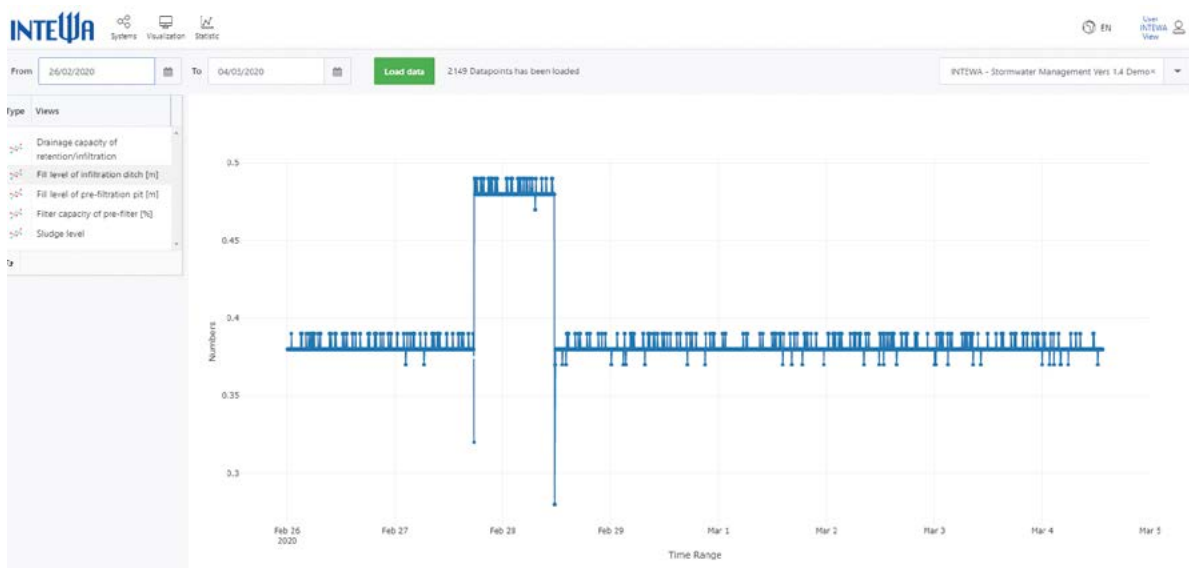 INTEWA
Systems Visualization Statistic
EN
User
INTEWA
View
From 26/02/2020 To 04/03/2020 Load data 2149 Datapoints has been loaded
INTEWA - Stormwater Management Vers 1.4 Demo×
Type Views
Drainage capacity of
retention/infiltration
Fill level of infiltration ditch [m]
Fill level of pre-filtration pit [m]
Filter capacity of pre-filter [%]
Sludge level
0.5
0.45
0.4
0.35
0.3
Numbers
Feb 26 Feb 27 Feb 28 Feb 29 Mar 1 Mar 2 Mar 3 Mar 4 Mar 5
2020
Time Range